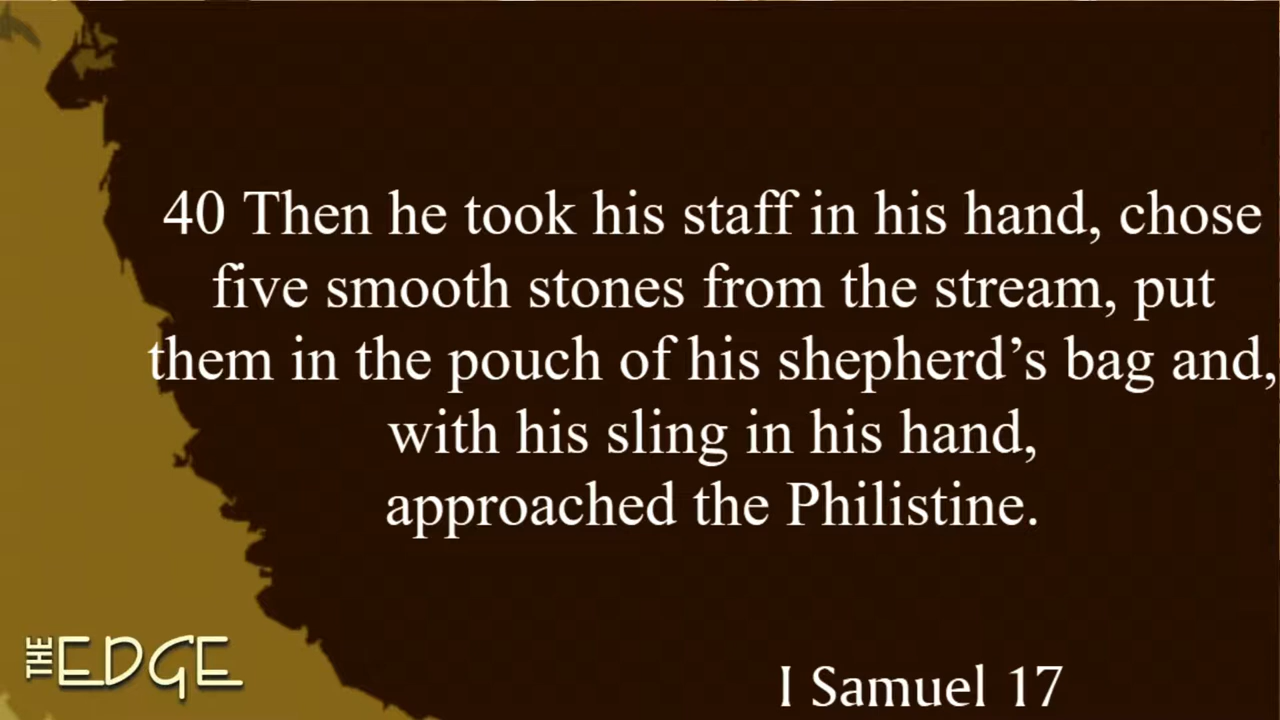 40 Then he took his staff in his hand, chose
five smooth stones from the stream, put
them in the pouch of his shepherd’s bag and,
with his sling in his hand,
approached the Philistine.
THE EDGE
I Samuel 17